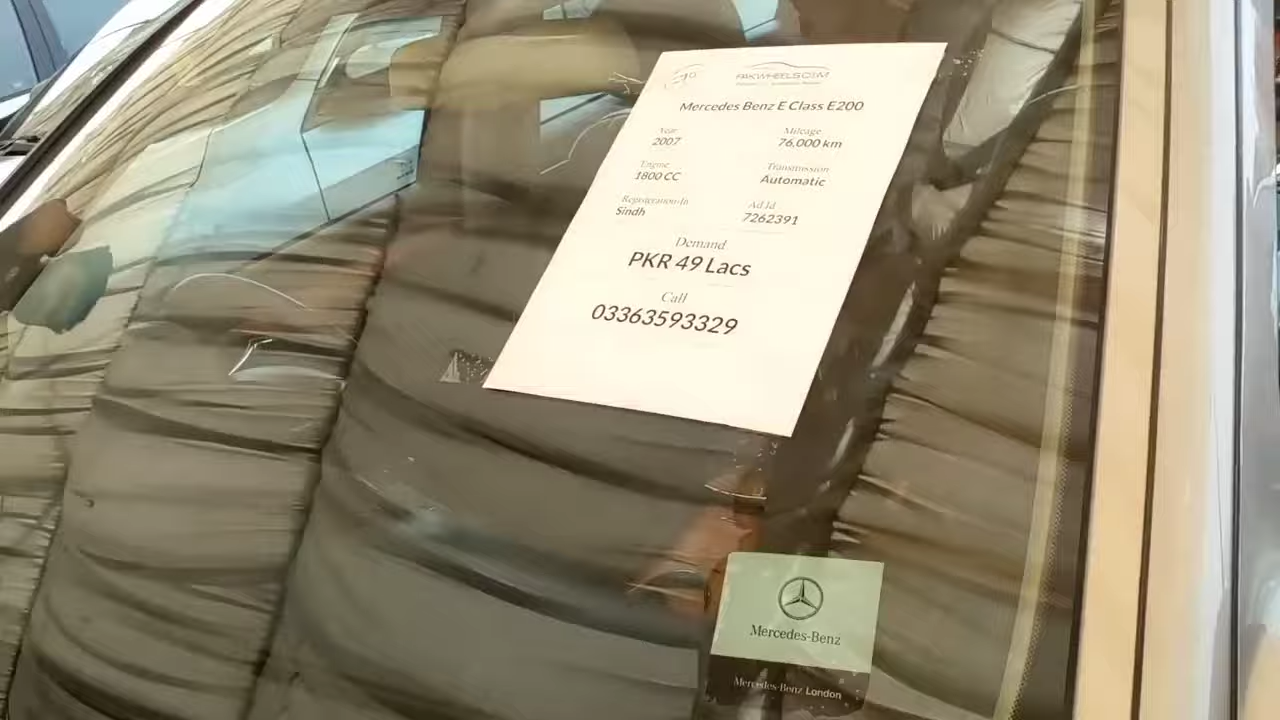 PAKWHEELS.COM
Mercedes Benz E Class E200
Year
2007
Mileage
76,000 km
Engine
1800 CC
Transmission
Automatic
Registeration-In
Sindh
Ad Id
7262391
Demand
PKR 49 Lacs
Call
03363593329
Mercedes-Benz
Mercedes-Benz London